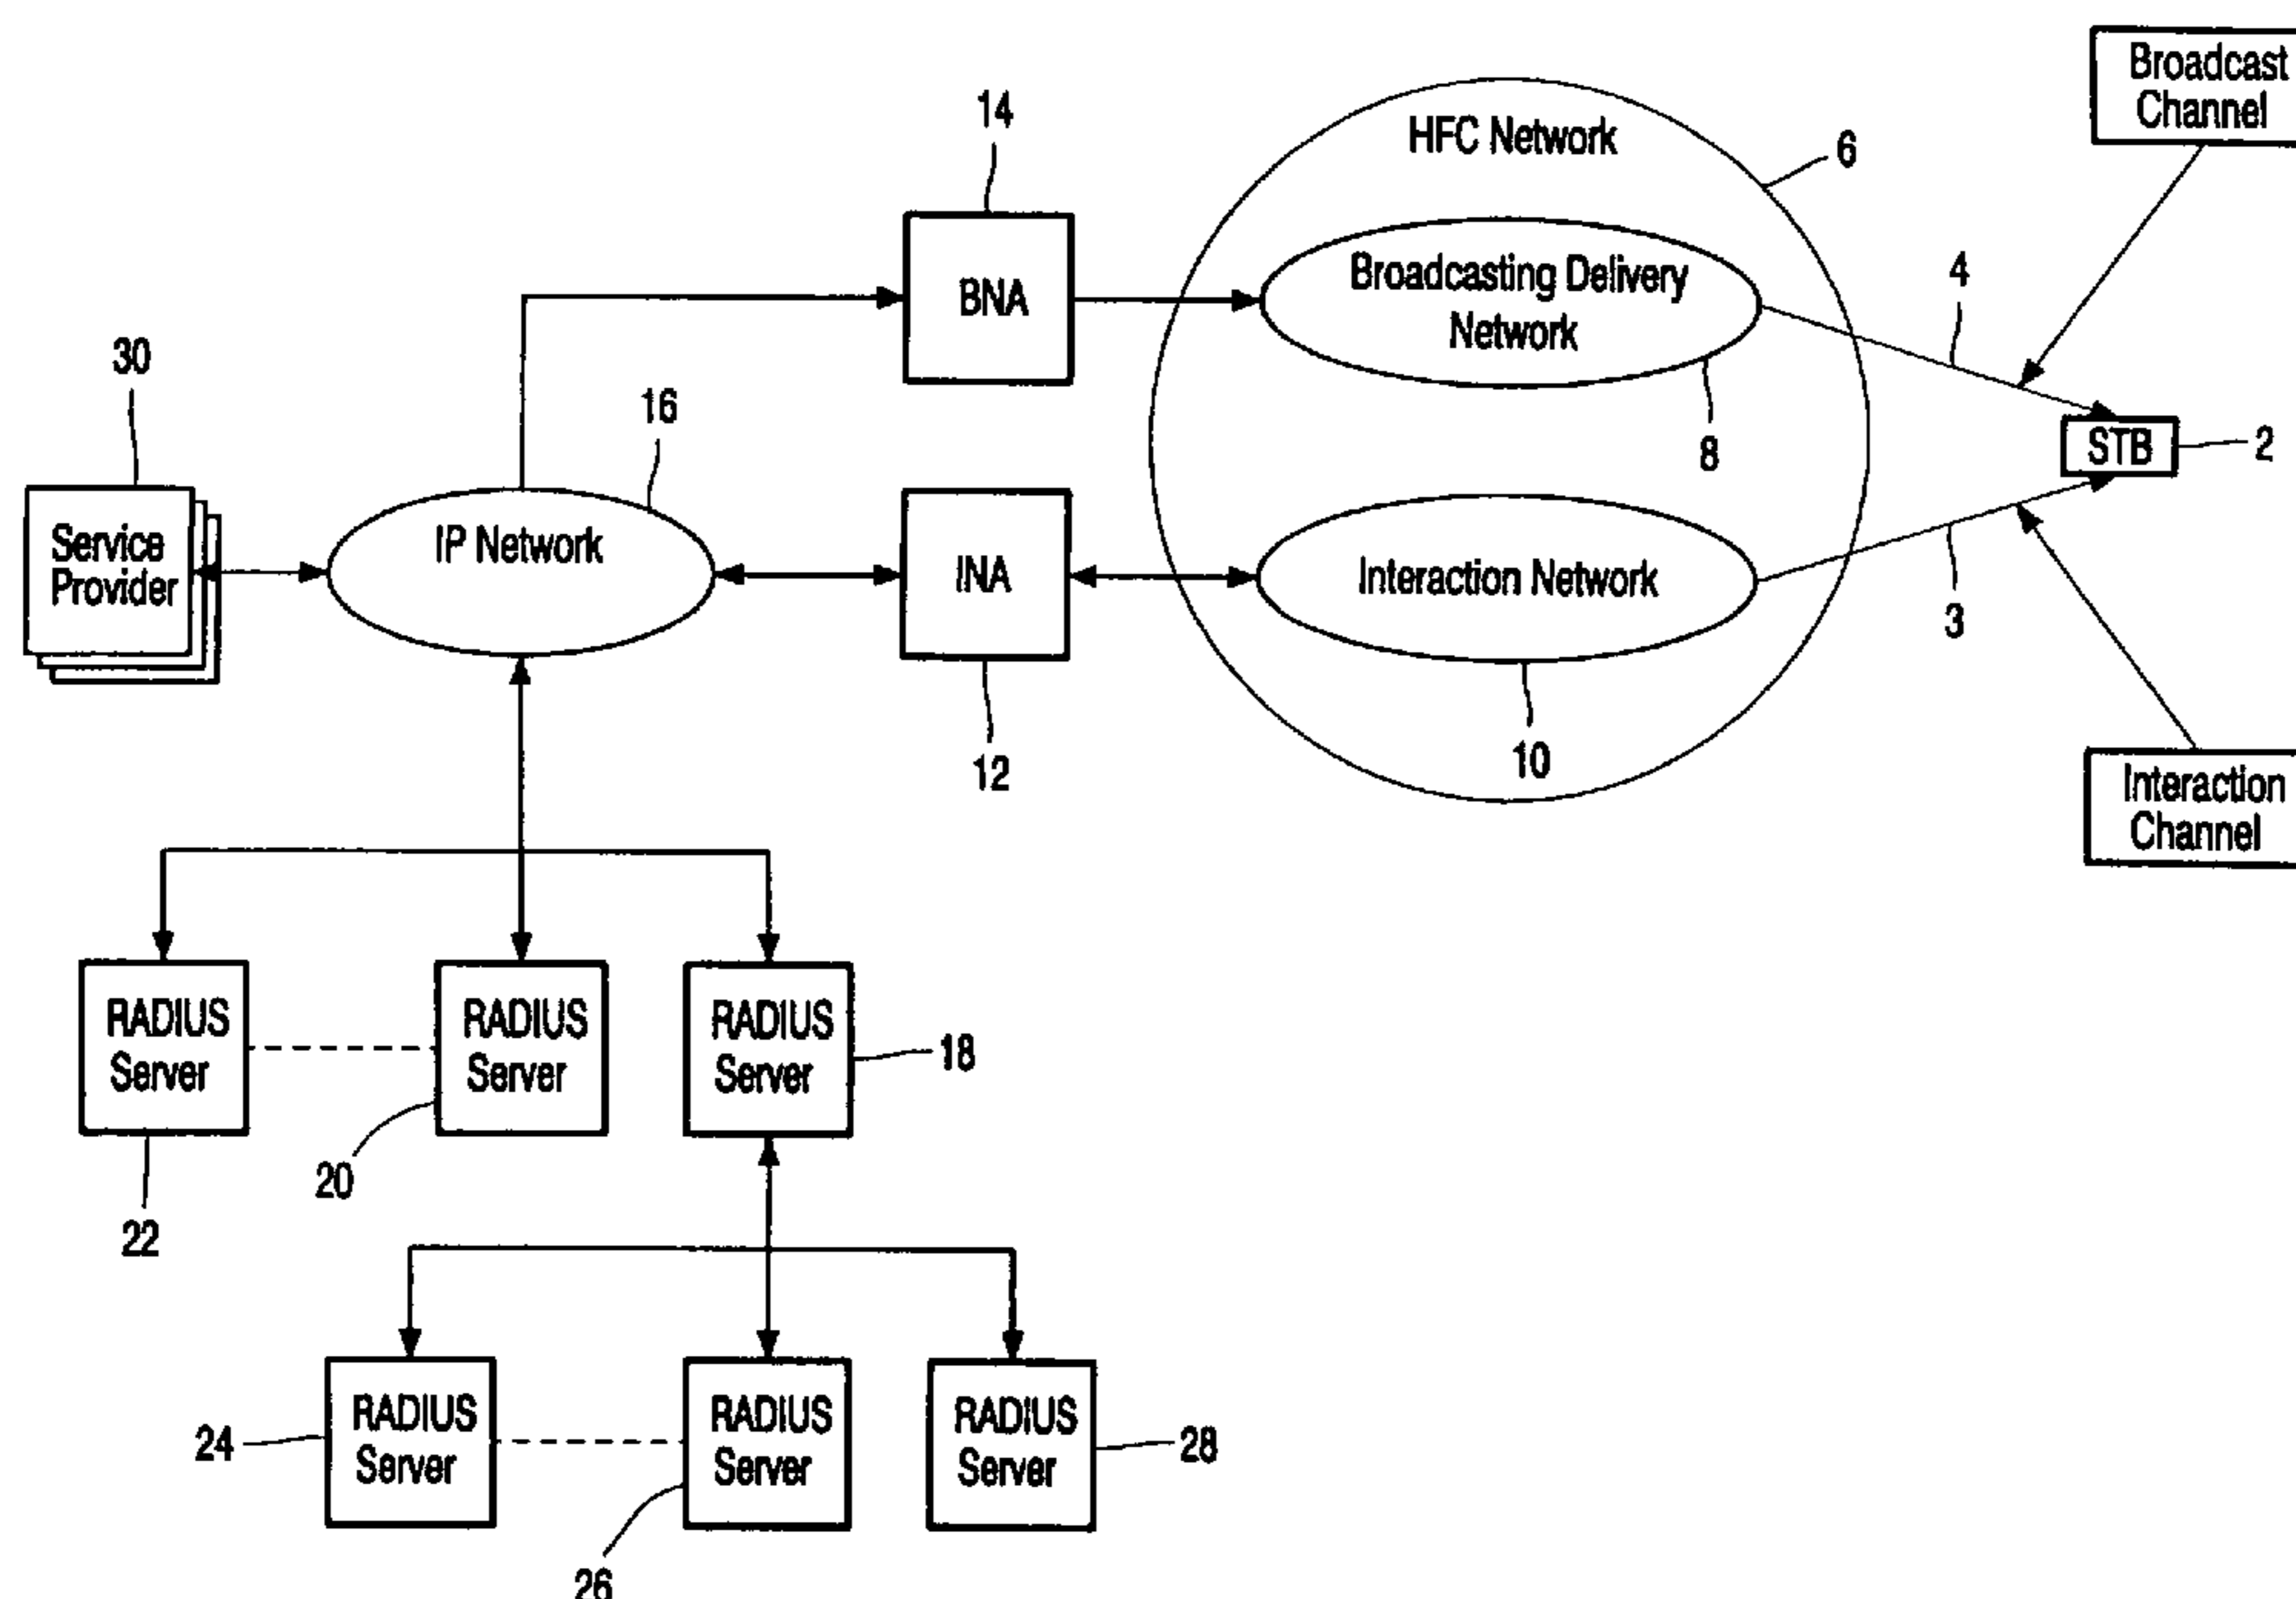 Broadcast
Channel
14
HFC Network
6
Broadcasting Delivery
Network
4
BNA
30
16
8
STB
2
Service
Provider
IP Network
INA
Interaction Network
3
12
10
Interaction
Channel
RADIUS
Server
RADIUS
Server
RADIUS
Server
18
20
22
RADIUS
Server
RADIUS
Server
RADIUS
Server
24
28
26